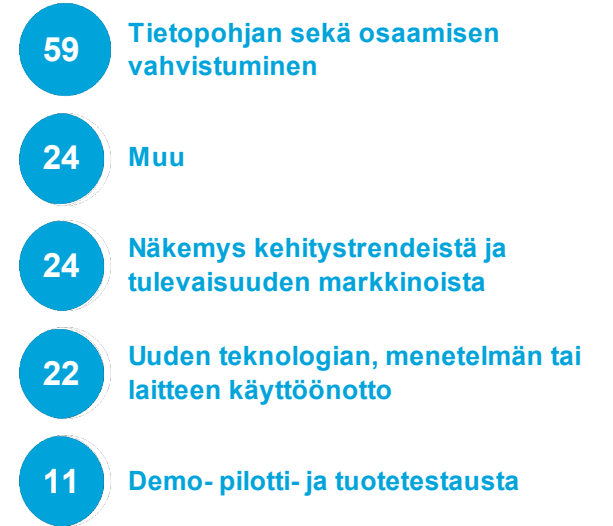 59
Tietopohjan sekä osaamisen
vahvistuminen
24
Muu
24
Näkemys kehitystrendeistä ja
tulevaisuuden markkinoista
22
Uuden teknologian, menetelmän tai
laitteen käyttöönotto
11
Demo- pilotti- ja tuotetestausta